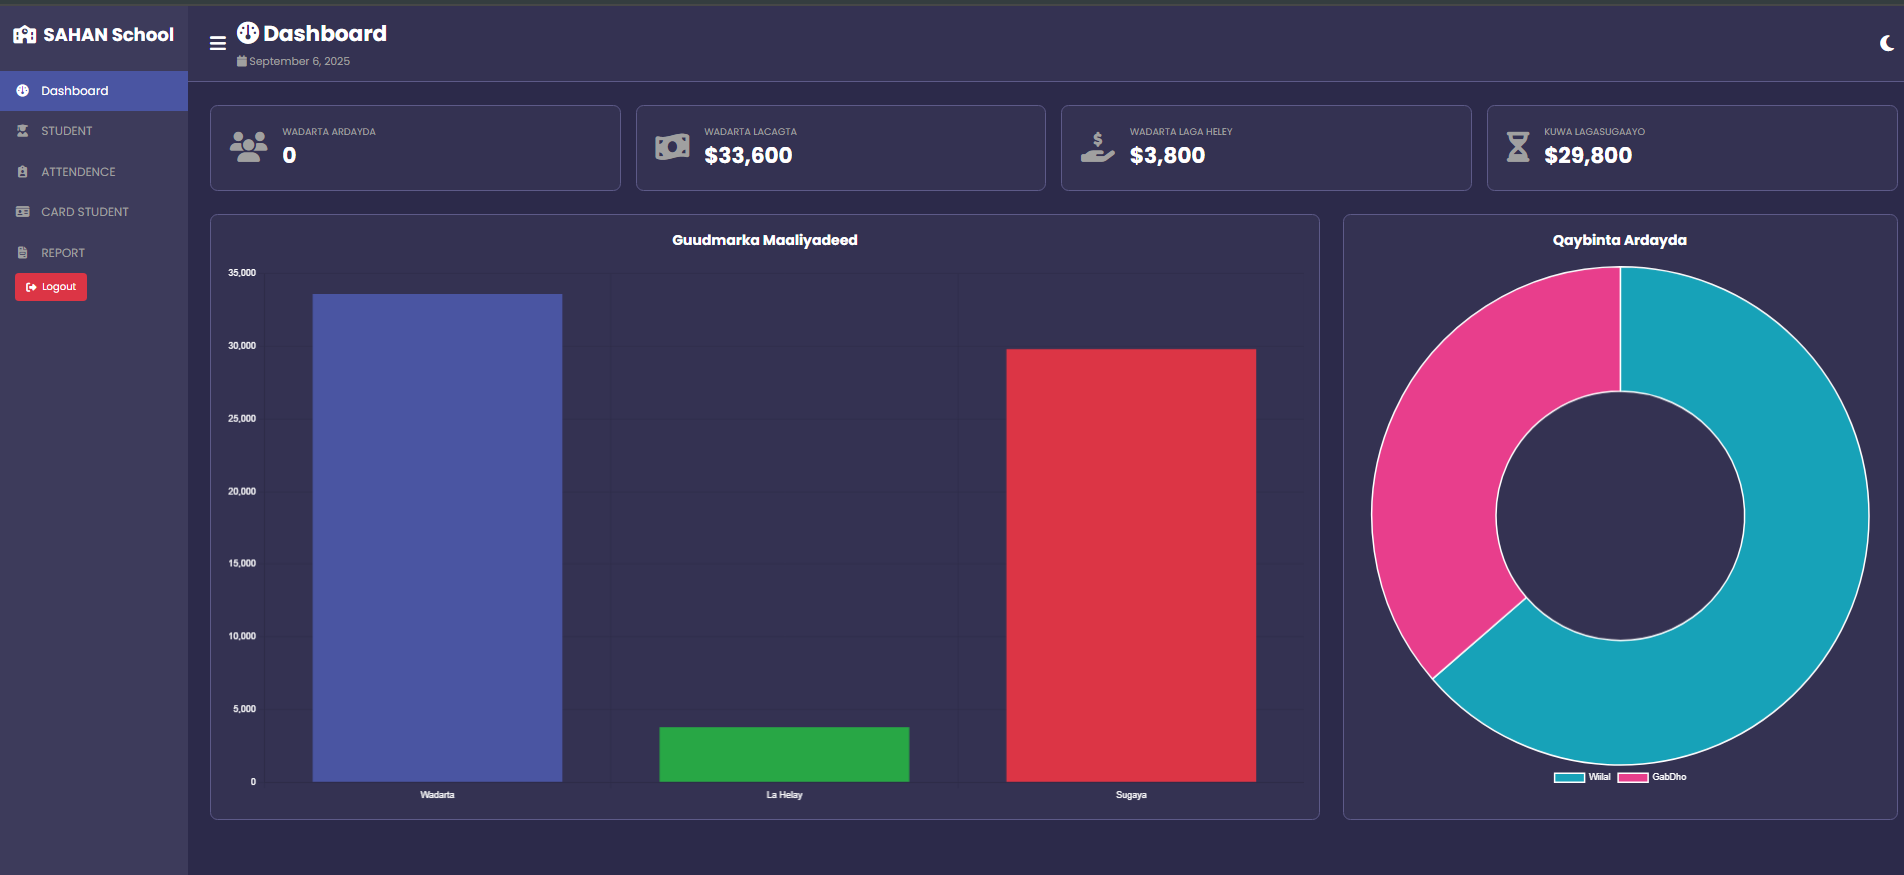 SAHAN School
Dashboard
STUDENT
ATTENDENCE
CARD STUDENT
REPORT
Logout
Dashboard
September 6, 2025
WADARTA ARDAYDA
0
WADARTA LACAGTA
$33,600
WADARTA LAGA HELEY
$3,800
KUWA LAGASUGAAYO
$29,800
Guudmarka Maaliyadeed
35,000
30,000
25,000
20,000
15,000
10,000
5,000
0
Wadarta
La Helay
Sugaya
Qaybinta Ardayda
Wiilal
GabDho